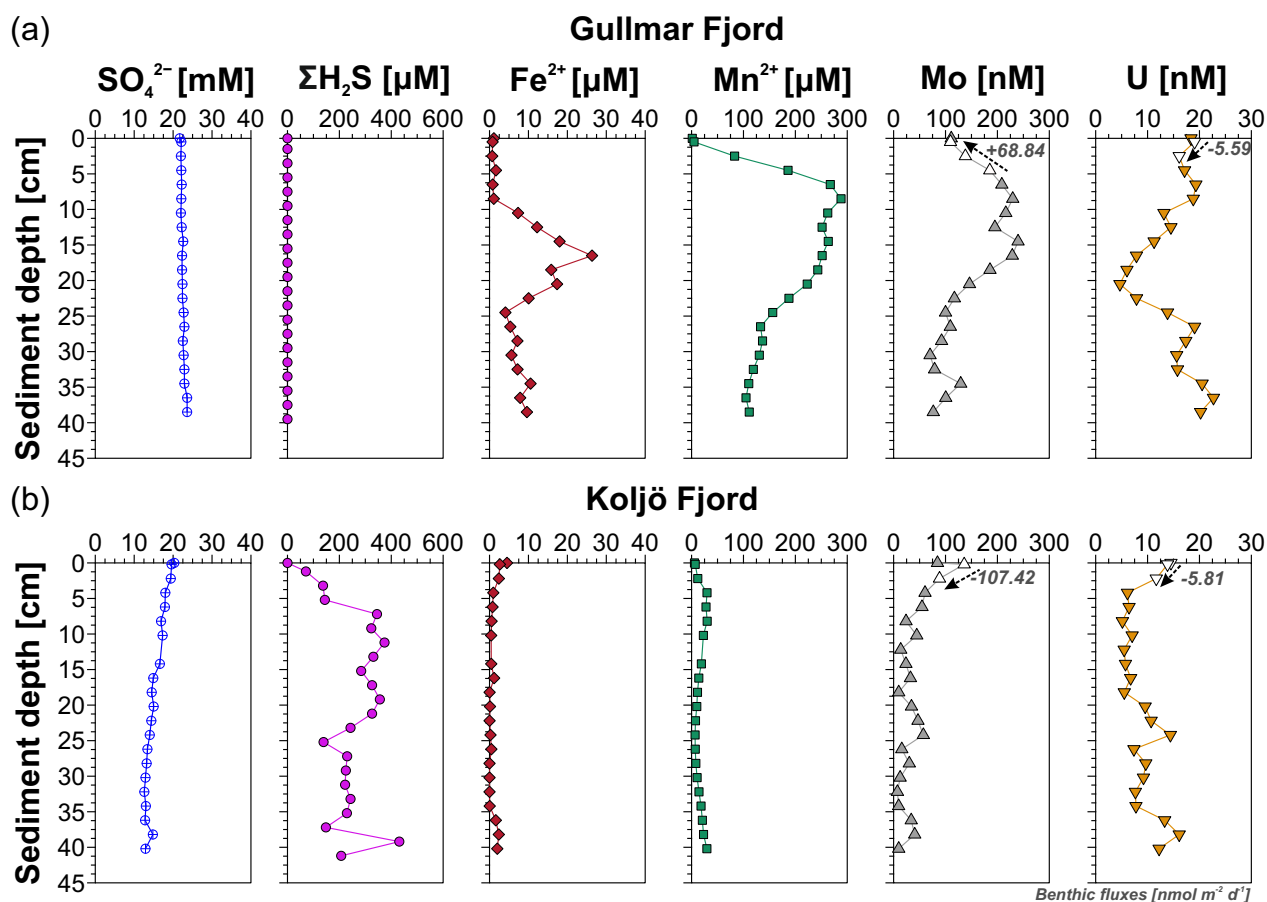 (a)
Gullmar Fjord
SO₄²⁻ [mM] ΣH₂S [µM] Fe²⁺ [µM] Mn²⁺ [µM] Mo [nM] U [nM]
0 10 20 30 40 0 200 400 600 0 10 20 30 40 0 100 200 300 0 100 200 300 0 10 20 30
Sediment depth [cm]
0
5
10
15
20
25
30
35
40
45
+68.84
-5.59
(b)
Koljö Fjord
0 10 20 30 40 0 200 400 600 0 10 20 30 40 0 100 200 300 0 100 200 300 0 10 20 30
Sediment depth [cm]
0
5
10
15
20
25
30
35
40
45
-107.42
-5.81
Benthic fluxes [nmol m⁻² d⁻¹]